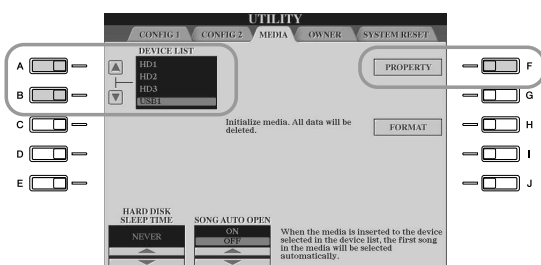 UTILITY
CONFIG 1 CONFIG 2 MEDIA OWNER SYSTEM RESET
DEVICE LIST
A HD1 PROPERTY F
HD2
B HD3 G
USB1
C Initialize media. All data will be FORMAT H
deleted.
D I
E J
HARD DISK
SLEEP TIME SONG AUTO OPEN
NEVER ON When the media is inserted to the device
OFF selected in the device list, the first song
in the media will be selected
automatically.